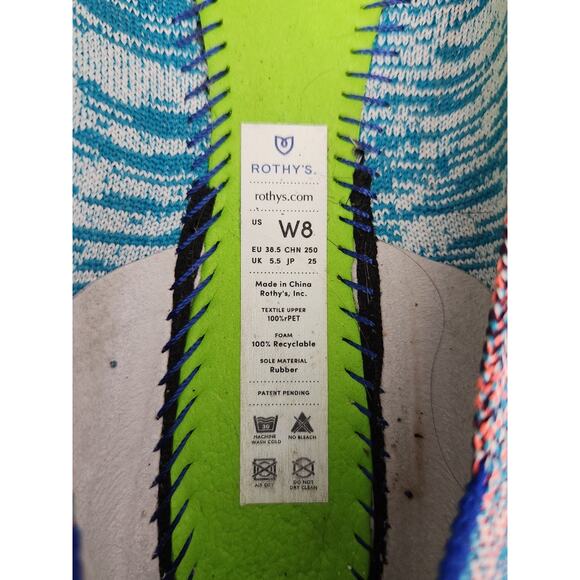 ROTHY'S.
rothys.com
US W8
EU 38.5 CHN 250
UK 5.5 JP 25
Made in China
Rothy's, Inc.
TEXTILE UPPER
100%rPET
FOAM
100% Recyclable
SOLE MATERIAL
Rubber
PATENT PENDING
30
MACHINE WASH COLD
NO BLEACH
AIR DRY
DO NOT DRY CLEAN